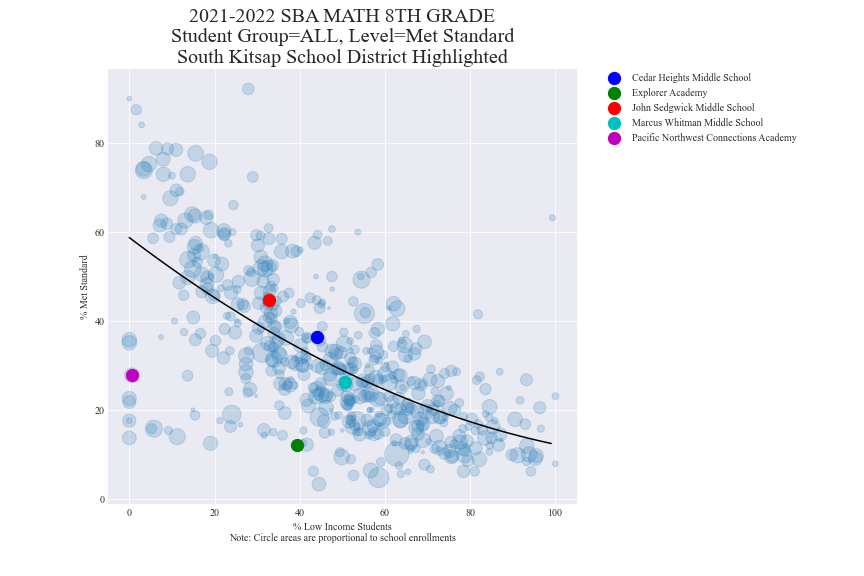 2021-2022 SBA MATH 8TH GRADE
Student Group=ALL, Level=Met Standard
South Kitsap School District Highlighted
Cedar Heights Middle School
Explorer Academy
John Sedgwick Middle School
Marcus Whitman Middle School
Pacific Northwest Connections Academy
% Met Standard
80
60
40
20
0
0 20 40 60 80 100
% Low Income Students
Note: Circle areas are proportional to school enrollments